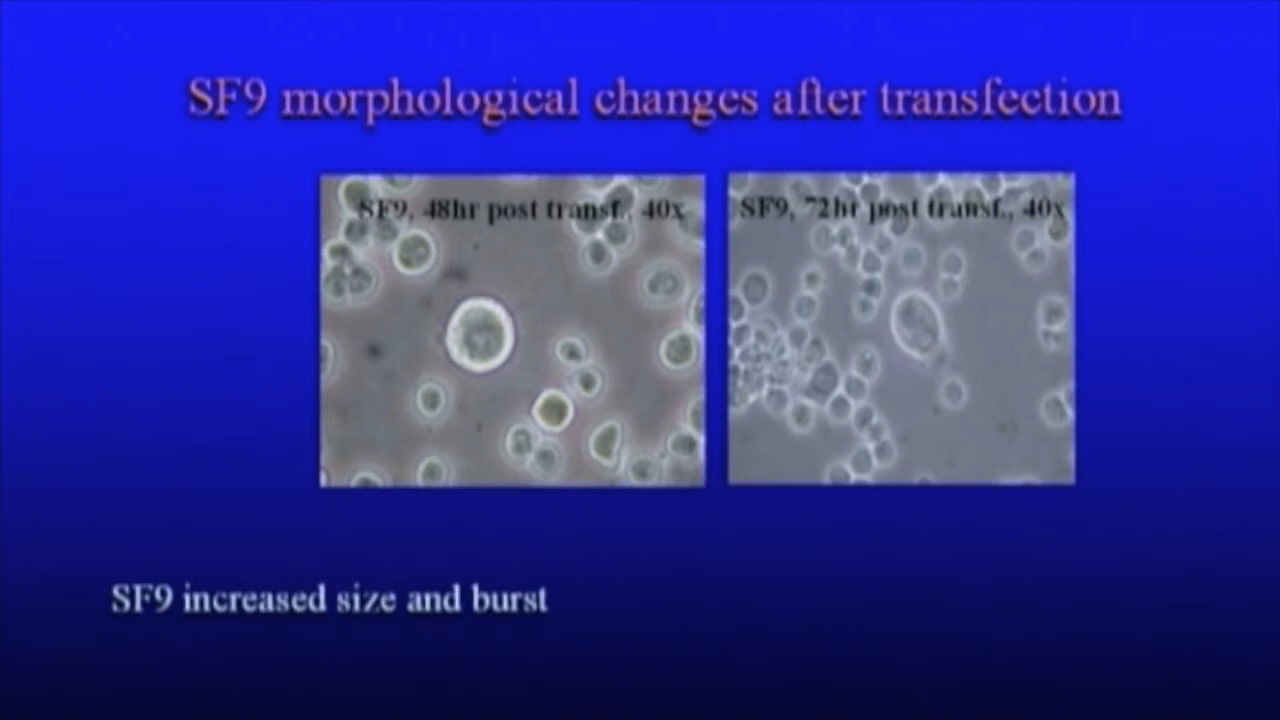 SF9 morphological changes after transfection
SF9, 48hr post transf., 40x
SF9, 72hr post transf., 40x
SF9 increased size and burst